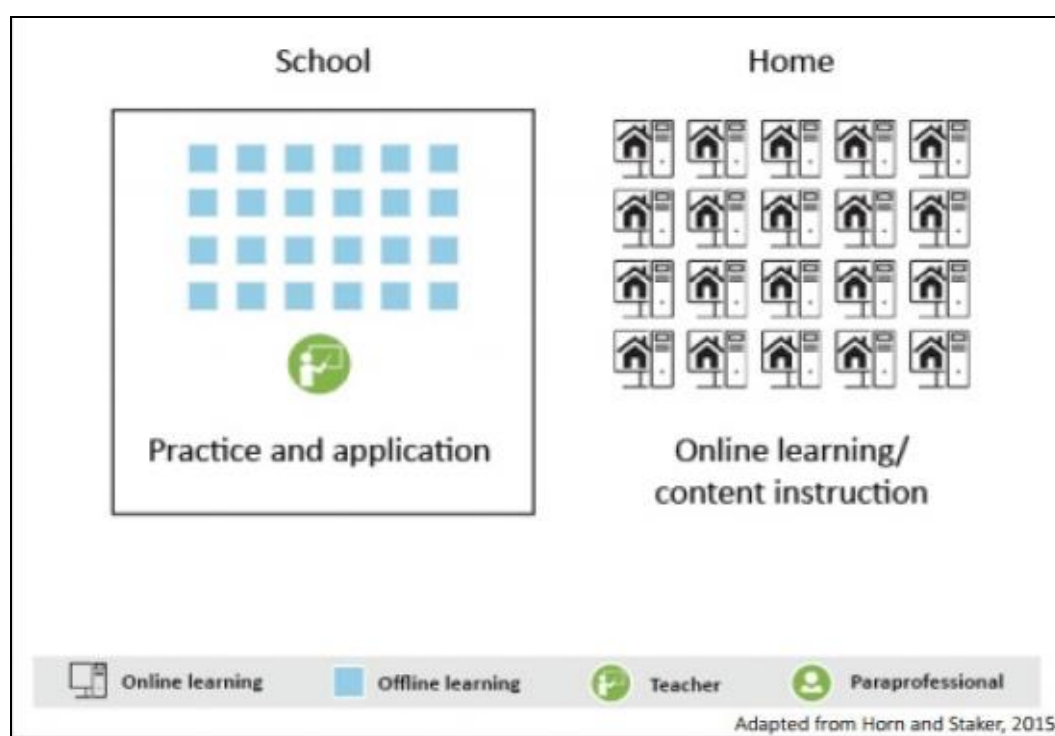 School
Home
Practice and application
Online learning/
content instruction
Online learning
Offline learning
Teacher
Paraprofessional
Adapted from Horn and Staker, 2015